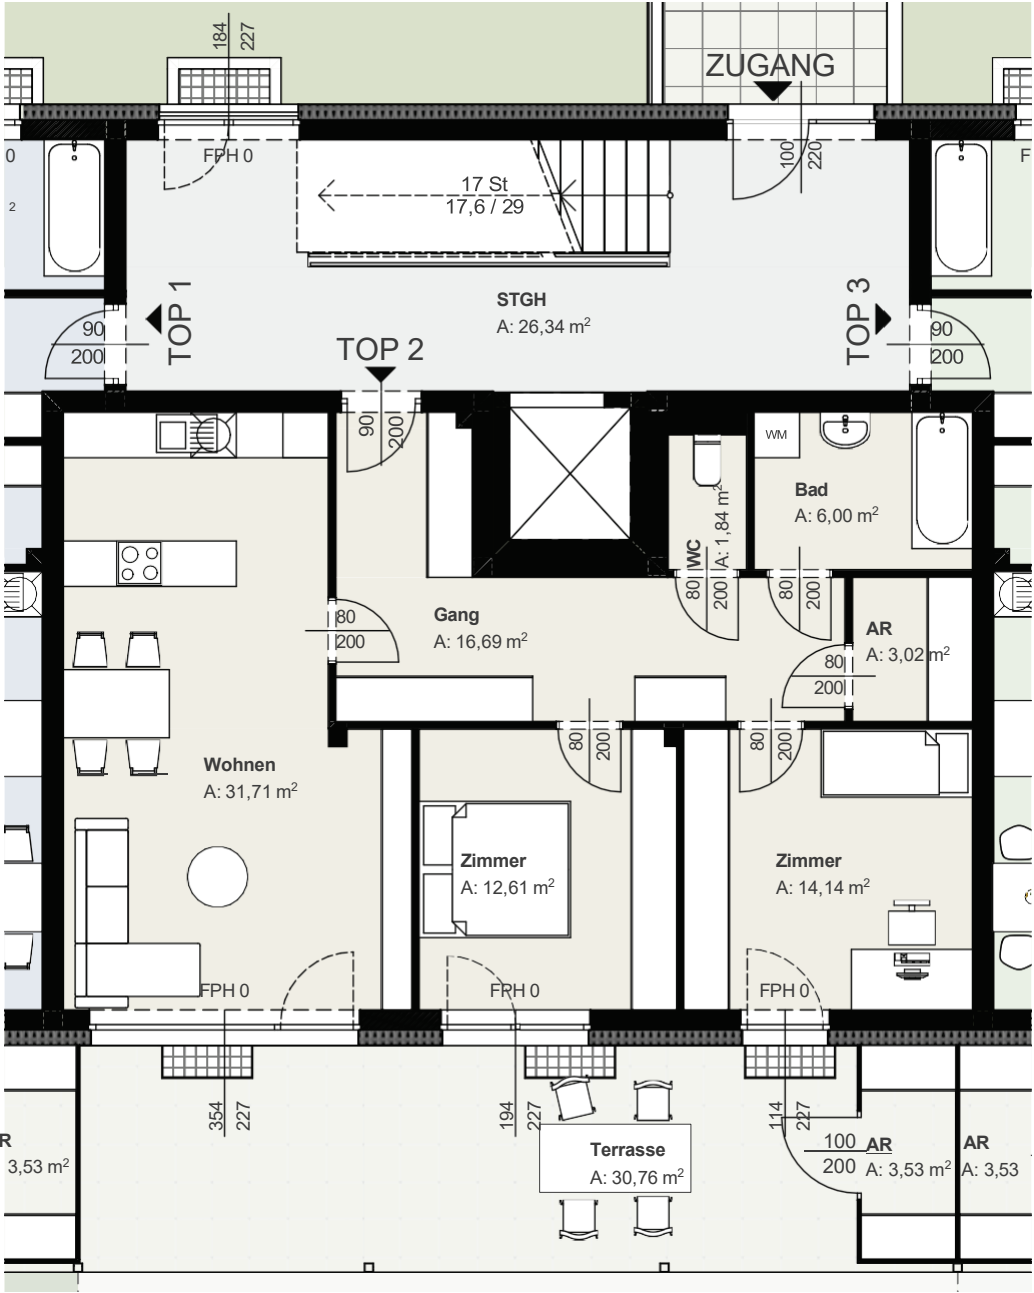 184
227
ZUGANG
0
FPH 0
100
220
F
17 St
17,6 / 29
2
STGH
A: 26,34 m²
TOP 1
TOP 3
90
200
90
200
TOP 2
90
200
WM
Bad
A: 6,00 m²
WC
A: 1,84 m²
80
200
80
200
Gang
A: 16,69 m²
80
200
AR
A: 3,02 m²
80
200
80
200
80
200
Wohnen
A: 31,71 m²
Zimmer
A: 12,61 m²
Zimmer
A: 14,14 m²
FPH 0
FPH 0
FPH 0
354
227
194
227
114
227
R
3,53 m²
Terrasse
A: 30,76 m²
100
200
AR
A: 3,53 m²
AR
A: 3,53